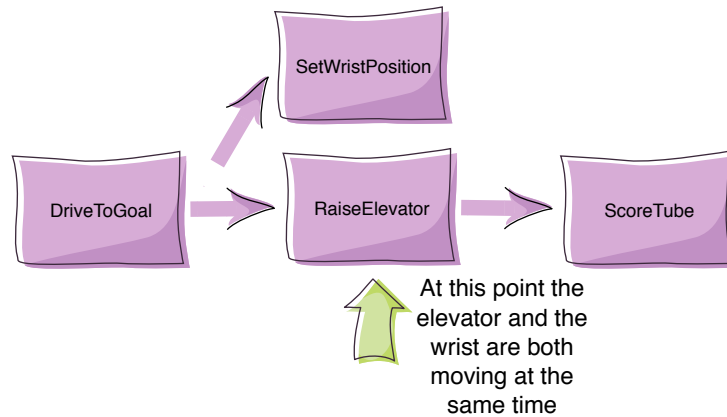 SetWristPosition
DriveToGoal
RaiseElevator
ScoreTube
At this point the
elevator and the
wrist are both
moving at the
same time